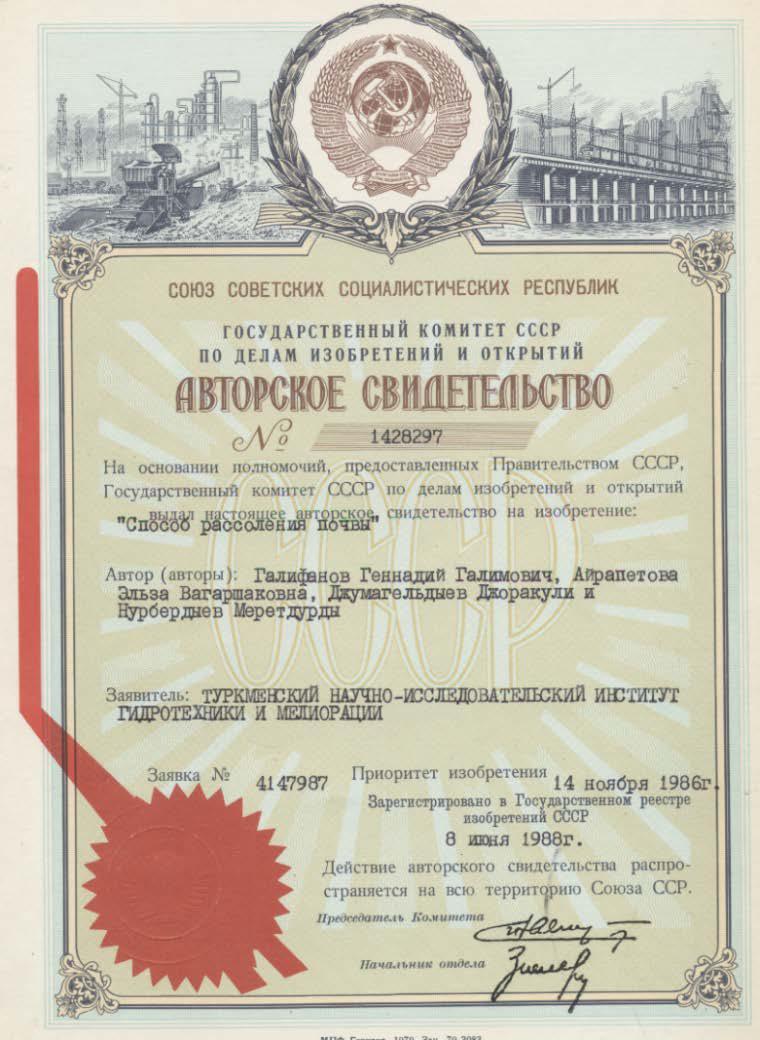 СОЮЗ СОВЕТСКИХ СОЦИАЛИСТИЧЕСКИХ РЕСПУБЛИК
ГОСУДАРСТВЕННЫЙ КОМИТЕТ СССР
ПО ДЕЛАМ ИЗОБРЕТЕНИЙ И ОТКРЫТИЙ
АВТОРСКОЕ СВИДЕТЕЛЬСТВО
№ 1428297
На основании полномочий, предоставленных Правительством СССР,
Государственный комитет СССР по делам изобретений и открытий
выдал настоящее авторское свидетельство на изобретение:
"Способ рассоления почвы"
Автор (авторы): Галифанов Геннадий Галимович, Айрапетова
Эльза Вагаршаковна, Джумагельдыев Джоракули и
Нурбердыев Меретдурды
СССР
Заявитель: ТУРКМЕНСКИЙ НАУЧНО-ИССЛЕДОВАТЕЛЬСКИЙ ИНСТИТУТ
ГИДРОТЕХНИКИ И МЕЛИОРАЦИИ
Заявка № 4147987 Приоритет изобретения 14 ноября 1986г.
Зарегистрировано в Государственном реестре
изобретений СССР
8 июня 1988г.
Действие авторского свидетельства распро-
страняется на всю территорию Союза ССР.
Председатель Комитета
Начальник отдела